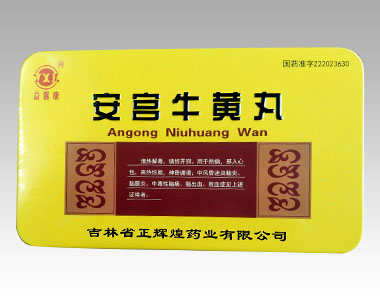 国药准字Z22023630
安宫牛黄丸
Angong Niuhuang Wan
清热解毒,镇惊开窍。用于热病,邪入心
包,高热惊厥,神昏谵语;中风昏迷及脑炎、
脑膜炎、中毒性脑病、脑出血、败血症见上述
证候者。
吉林省正辉煌药业有限公司